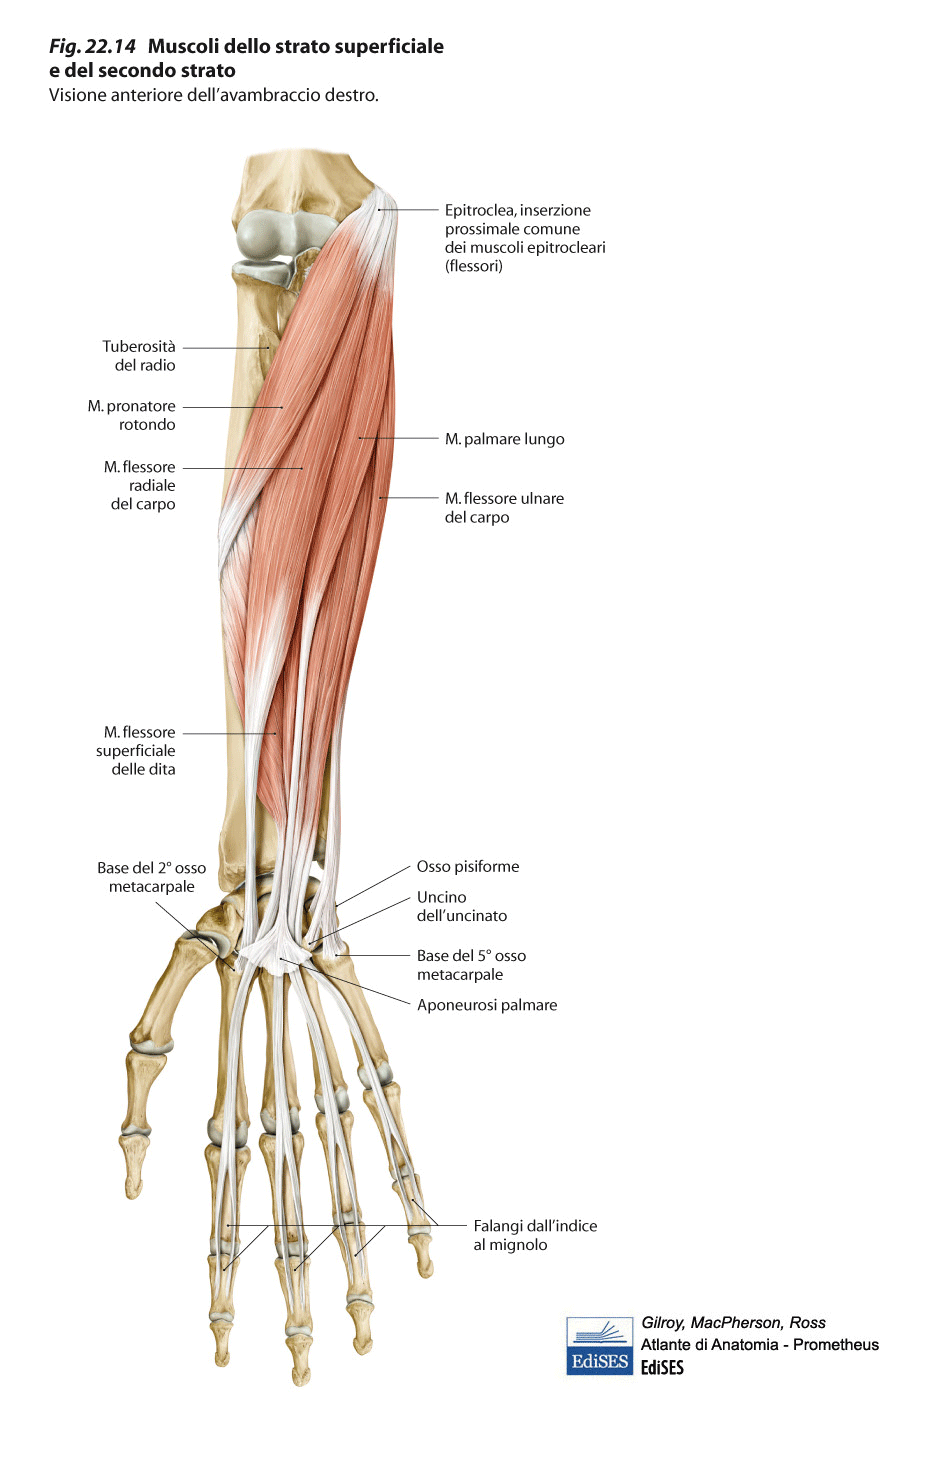 Fig. 22.14 Muscoli dello strato superficiale
e del secondo strato
Visione anteriore dell'avambraccio destro.
Epitroclea, inserzione
prossimale comune
dei muscoli epitrocleari
(flessori)
Tuberosità
del radio
M. pronatore
rotondo
M. flessore
radiale
del carpo
M. palmare lungo
M. flessore ulnare
del carpo
M. flessore
superficiale
delle dita
Base del 2° osso
metacarpale
Osso pisiforme
Uncino
dell'uncinato
Base del 5° osso
metacarpale
Aponeurosi palmare
Falangi dall'indice
al mignolo
EdiSES
Gilroy, MacPherson, Ross
Atlante di Anatomia - Prometheus
EdiSES